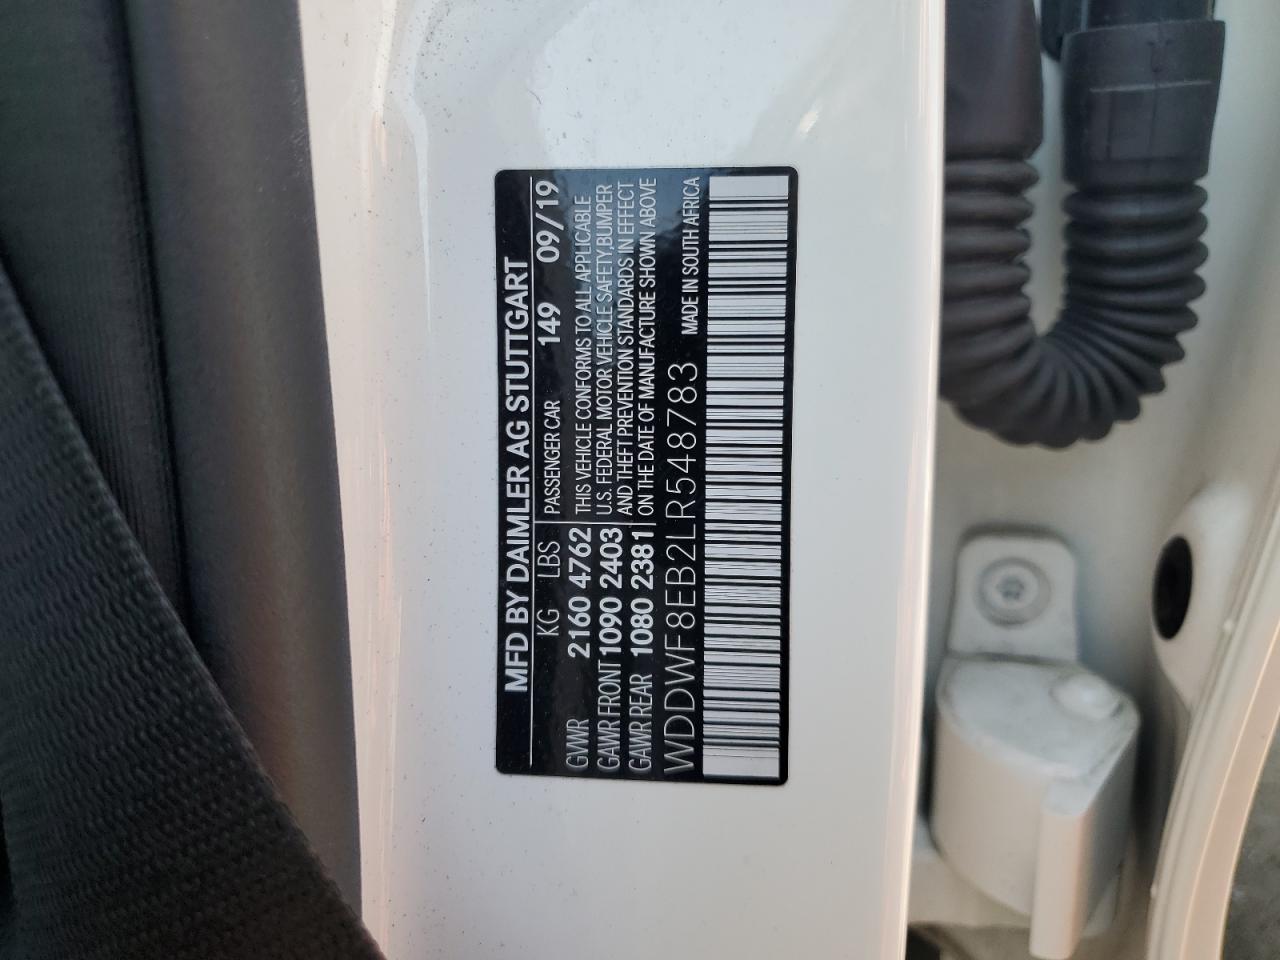 MFD BY DAIMLER AG STUTTGART
KG LBS PASSENGER CAR 149 09/19
GVWR 2160 4762 THIS VEHICLE CONFORMS TO ALL APPLICABLE
GAWR FRONT 1090 2403 U.S. FEDERAL MOTOR VEHICLE SAFETY,BUMPER
GAWR REAR 1080 2381 AND THEFT PREVENTION STANDARDS IN EFFECT
ON THE DATE OF MANUFACTURE SHOWN ABOVE
WDDWF8EB2LR548783 MADE IN SOUTH AFRICA